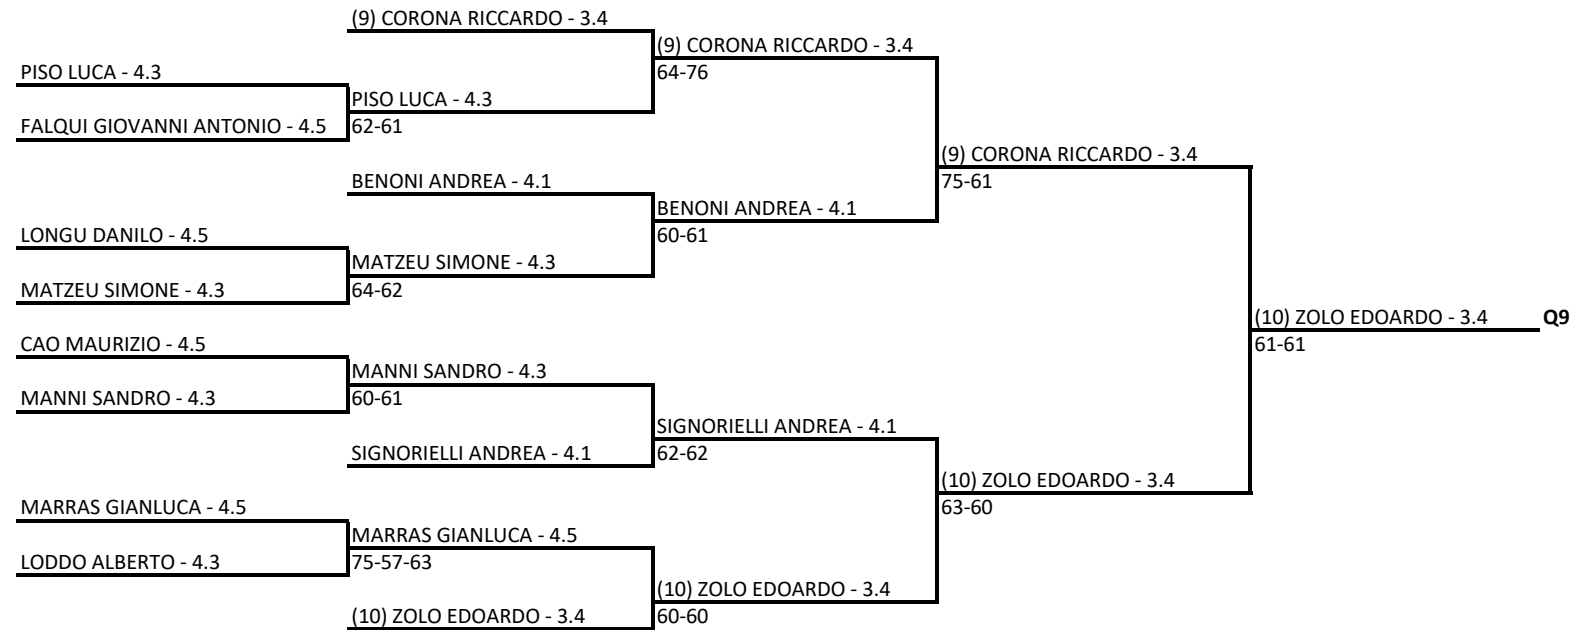 (9) CORONA RICCARDO - 3.4
(9) CORONA RICCARDO - 3.4
64-76
PISO LUCA - 4.3
PISO LUCA - 4.3
62-61
FALQUI GIOVANNI ANTONIO - 4.5
(9) CORONA RICCARDO - 3.4
75-61
BENONI ANDREA - 4.1
BENONI ANDREA - 4.1
60-61
LONGU DANILO - 4.5
MATZEU SIMONE - 4.3
64-62
MATZEU SIMONE - 4.3
(10) ZOLO EDOARDO - 3.4 Q9
61-61
CAO MAURIZIO - 4.5
MANNI SANDRO - 4.3
60-61
MANNI SANDRO - 4.3
SIGNORIELLI ANDREA - 4.1
62-62
SIGNORIELLI ANDREA - 4.1
(10) ZOLO EDOARDO - 3.4
63-60
MARRAS GIANLUCA - 4.5
MARRAS GIANLUCA - 4.5
75-57-63
LODDO ALBERTO - 4.3
(10) ZOLO EDOARDO - 3.4
60-60
(10) ZOLO EDOARDO - 3.4